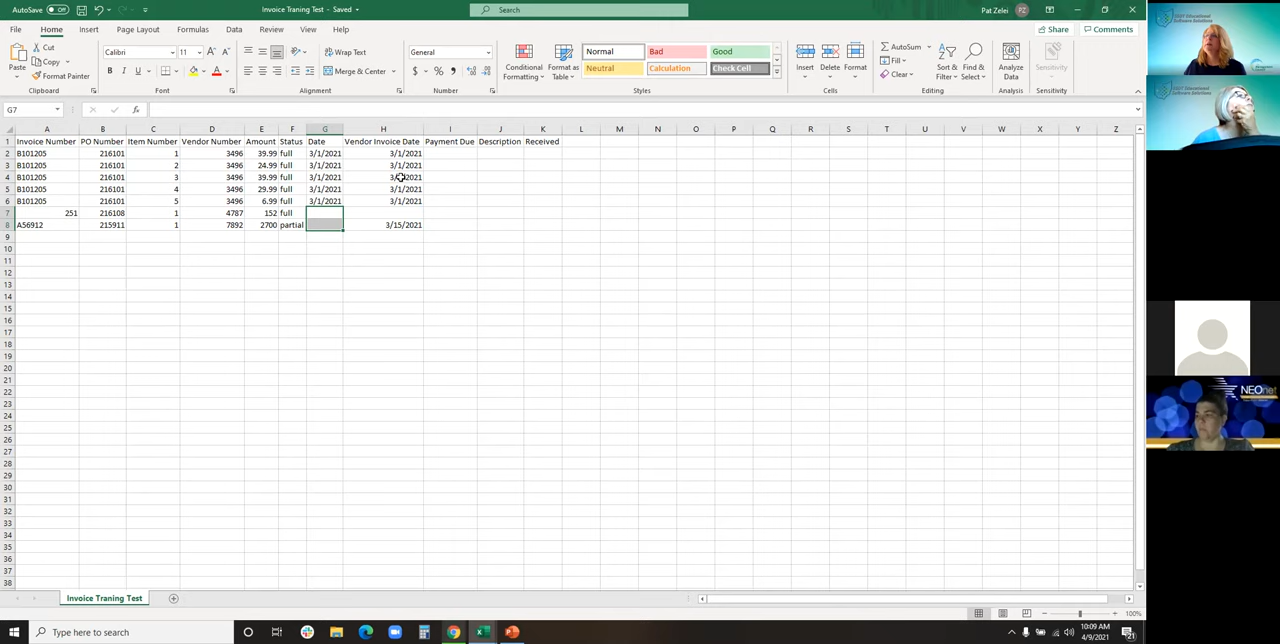 AutoSave Off Invoice Traning Test - Saved Search Pat Zelei PZ
File Home Insert Page Layout Formulas Data Review View Help Share Comments
Paste Cut Copy Format Painter Clipboard
Calibri 11 B I U A Font
Wrap Text Merge & Center Alignment
General $ % , Number
Conditional Formatting Format as Table
Normal Bad Good
Neutral Calculation Check Cell
Styles
Insert Delete Format Cells
AutoSum Fill Clear Sort & Filter Find & Select Editing
Analyze Data Analysis
Sensitivity Sensitivity
G7 fx
A B C D E F G H I J K L M N O P Q R S T U V W X Y Z
1 Invoice Number PO Number Item Number Vendor Number Amount Status Date Vendor Invoice Date Payment Due Description Received
2 B101205 216101 1 3496 39.99 full 3/1/2021 3/1/2021
3 B101205 216101 2 3496 24.99 full 3/1/2021 3/1/2021
4 B101205 216101 3 3496 39.99 full 3/1/2021 3/1/2021
5 B101205 216101 4 3496 29.99 full 3/1/2021 3/1/2021
6 B101205 216101 5 3496 6.99 full 3/1/2021 3/1/2021
7 251 216108 1 4787 152 full
8 A56912 215911 1 7892 2700 partial 3/15/2021
9
10
11
12
13
14
15
16
17
18
19
20
21
22
23
24
25
26
27
28
29
30
31
32
33
34
35
36
37
38
Invoice Traning Test
100%
Type here to search
10:09 AM
4/9/2021
21
NEOnet